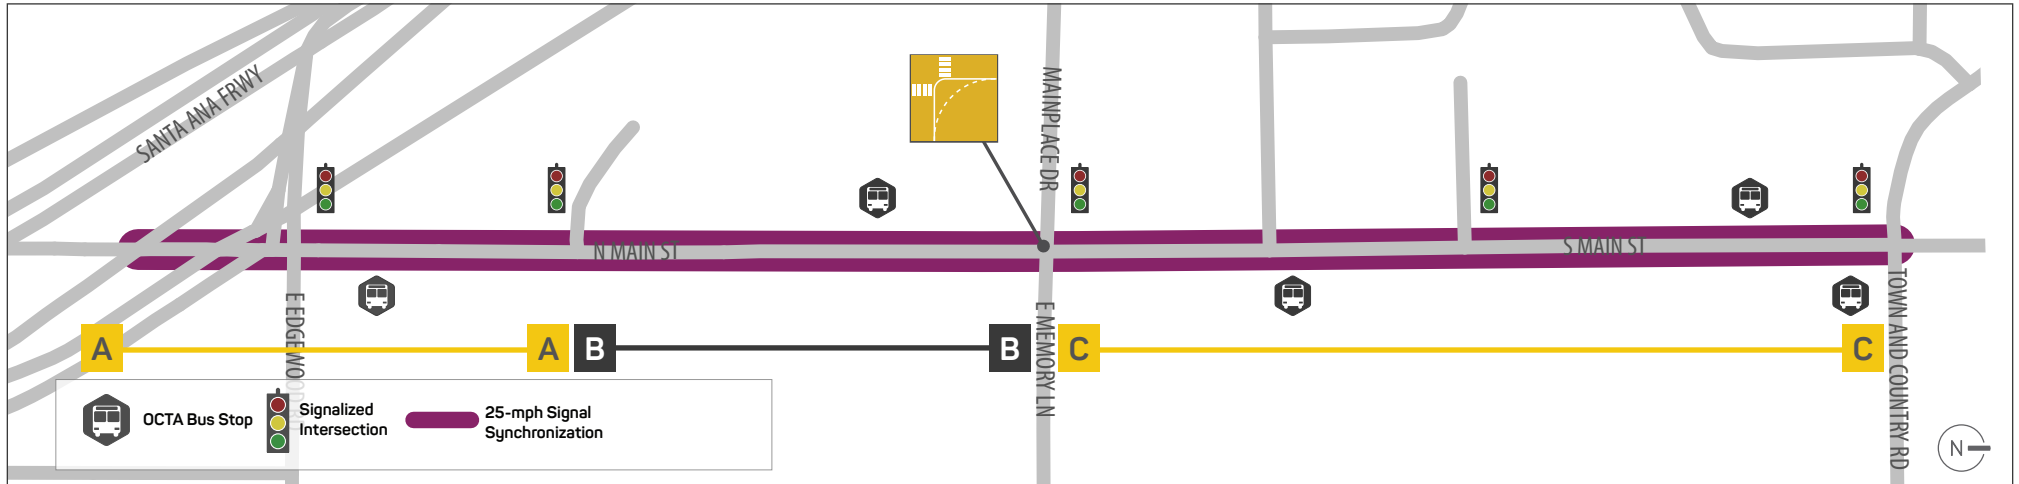 SANTA ANA FRWY
MAINPLACE DR
N MAIN ST
S MAIN ST
E EDGEWOOD
E MEMORY LN
TOWN AND COUNTRY RD
A
A
B
B
C
C
OCTA Bus Stop
Signalized
Intersection
25-mph Signal
Synchronization
N